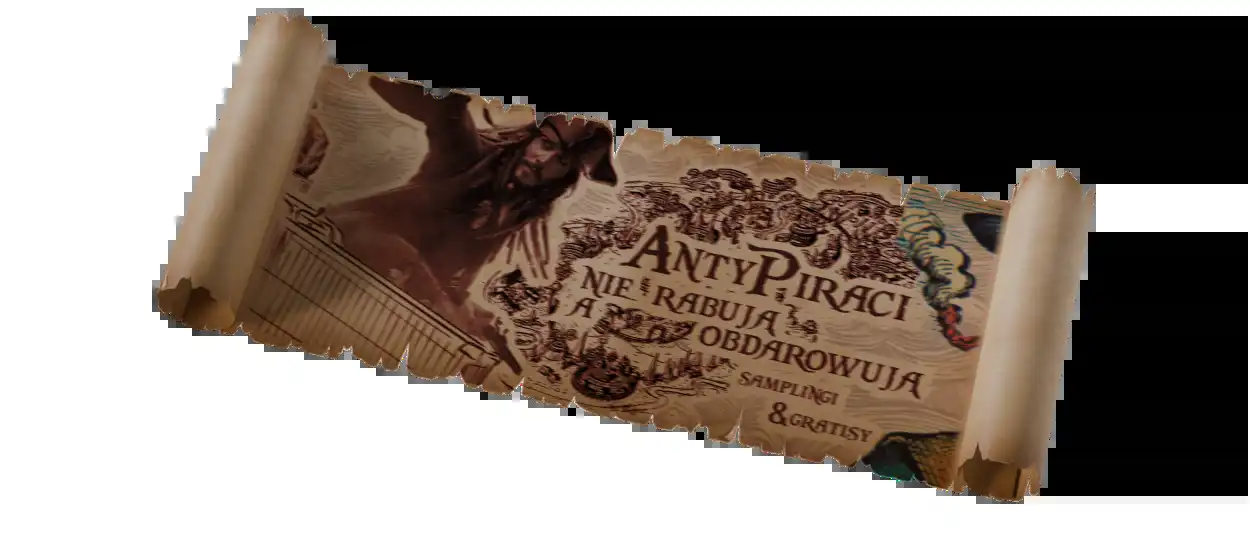 ANTYPIRACI
NIE RABUJĄ
A OBDAROWUJĄ
SAMPLINGI
& GRATISY